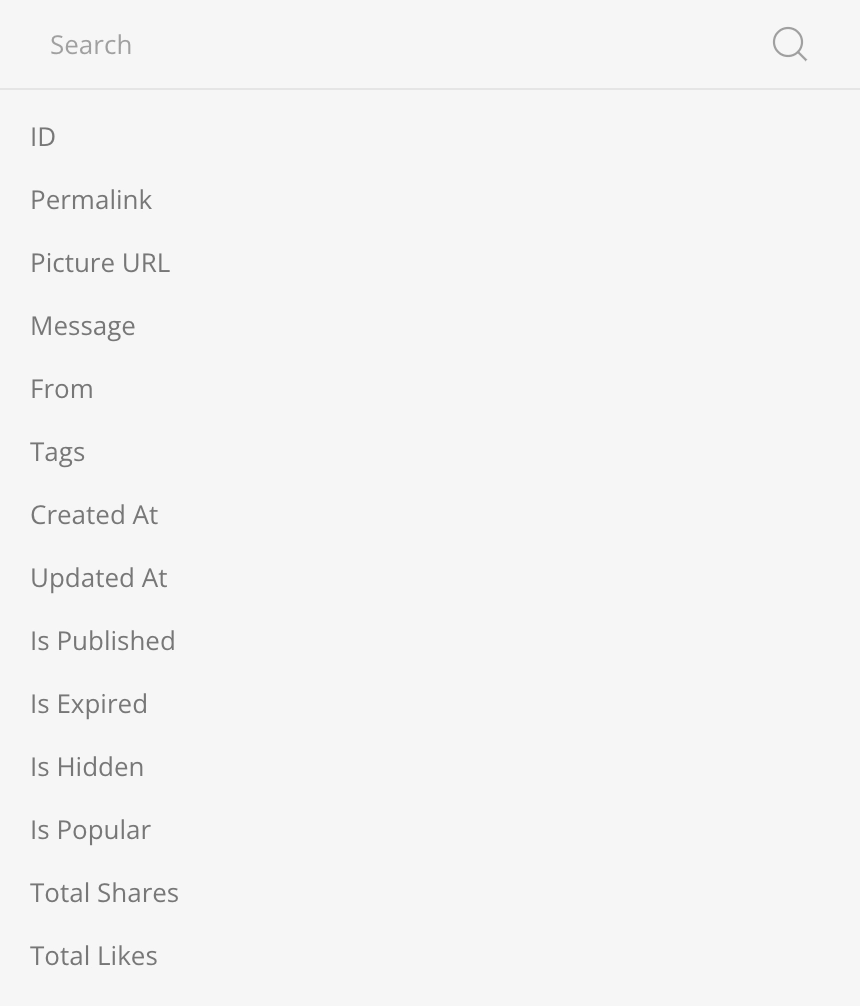 Search
ID
Permalink
Picture URL
Message
From
Tags
Created At
Updated At
Is Published
Is Expired
Is Hidden
Is Popular
Total Shares
Total Likes